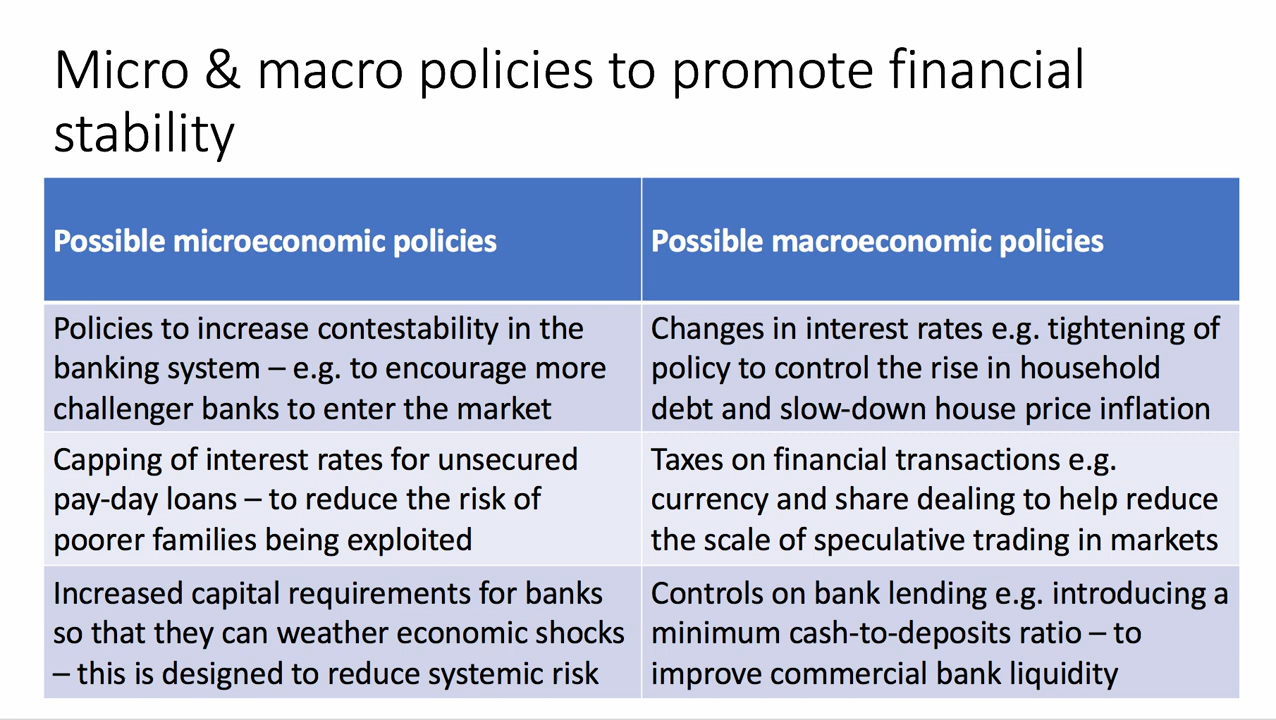 Micro & macro policies to promote financial
stability
Possible microeconomic policies
Possible macroeconomic policies
Policies to increase contestability in the
banking system – e.g. to encourage more
challenger banks to enter the market
Changes in interest rates e.g. tightening of
policy to control the rise in household
debt and slow-down house price inflation
Capping of interest rates for unsecured
pay-day loans – to reduce the risk of
poorer families being exploited
Taxes on financial transactions e.g.
currency and share dealing to help reduce
the scale of speculative trading in markets
Increased capital requirements for banks
so that they can weather economic shocks
– this is designed to reduce systemic risk
Controls on bank lending e.g. introducing a
minimum cash-to-deposits ratio – to
improve commercial bank liquidity